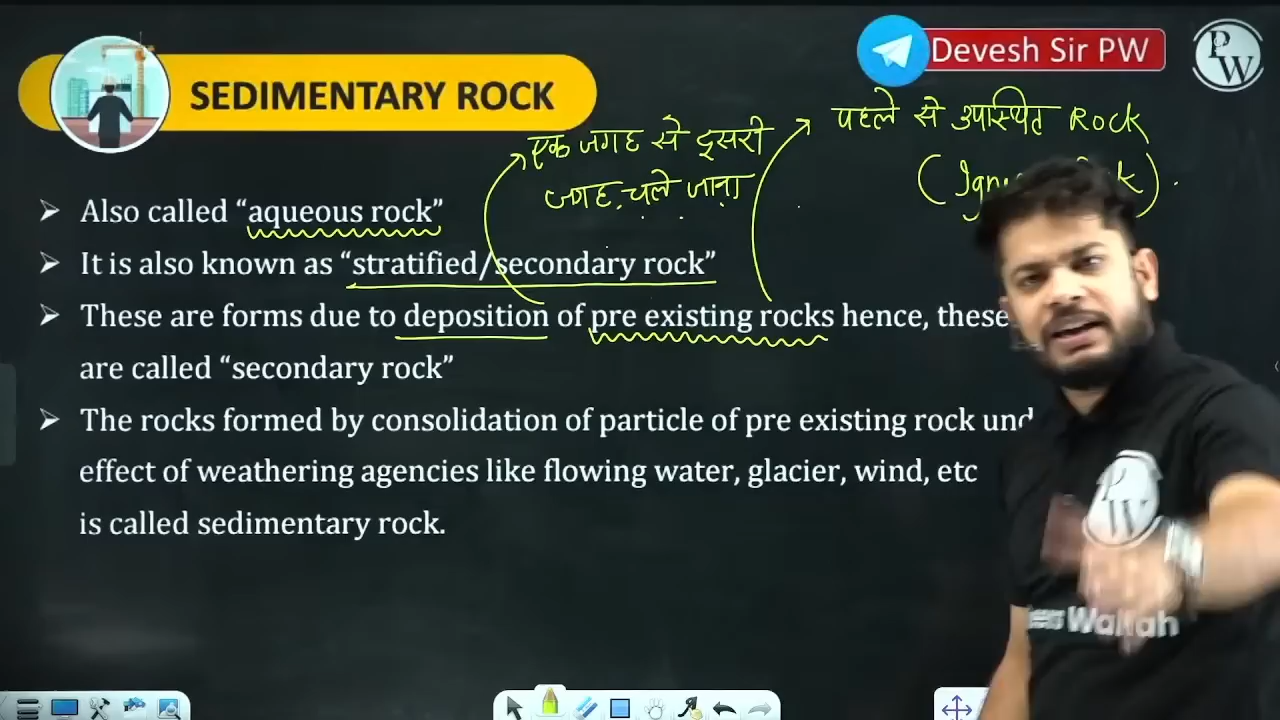 Devesh Sir PW
PW
SEDIMENTARY ROCK
एक जगह से दूसरी
जगह चले जाना
पहले से उपस्थित Rock
➤ Also called “aqueous rock”
➤ It is also known as “stratified/secondary rock”
➤ These are forms due to deposition of pre existing rocks hence, these
are called “secondary rock”
➤ The rocks formed by consolidation of particle of pre existing rock
effect of weathering agencies like flowing water, glacier, wind, etc
is called sedimentary rock.
PW
Wallah